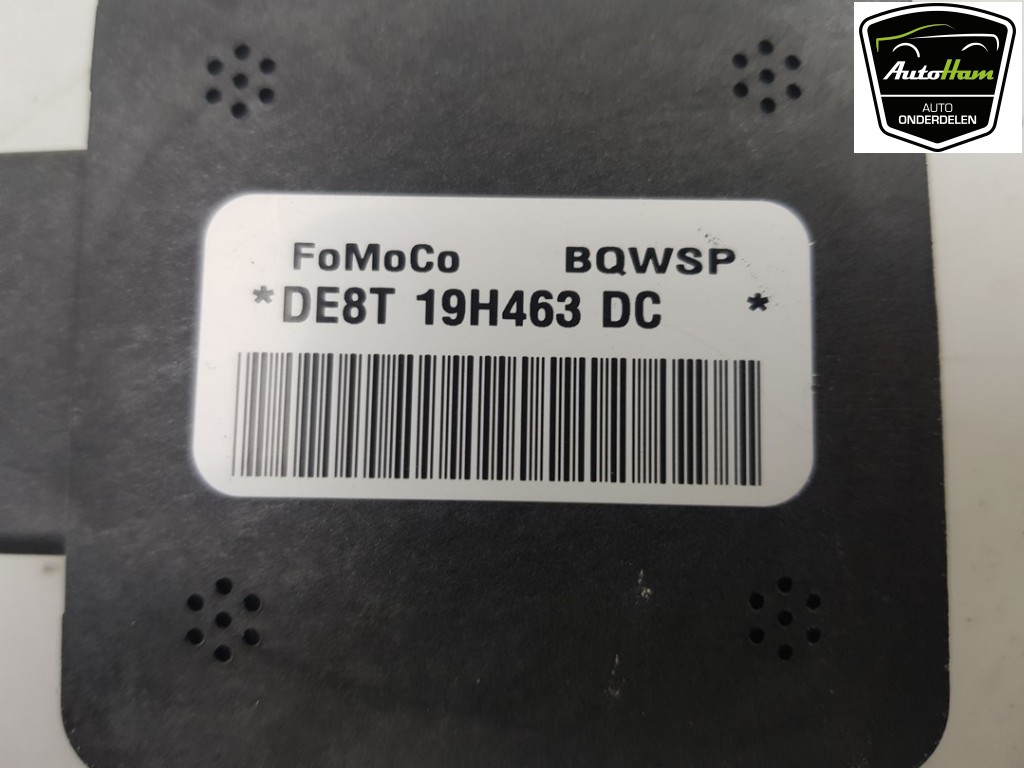 AutoHam
AUTO
ONDERDELEN
FoMoCo BQWSP
*DE8T 19H463 DC *